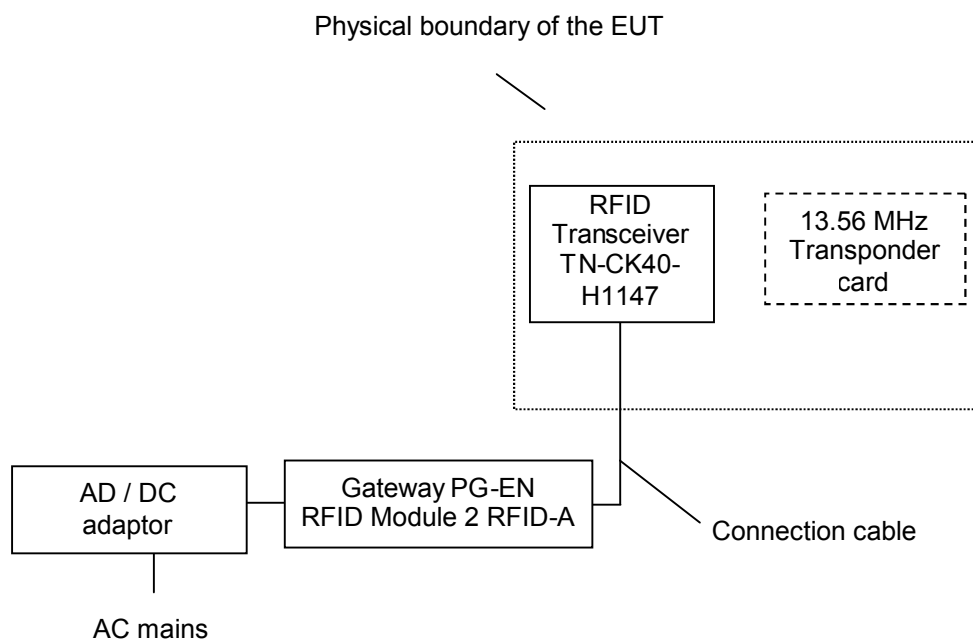 Physical boundary of the EUT
RFID
Transceiver
TN-CK40-
H1147
13.56 MHz
Transponder
card
AD / DC
adaptor
Gateway PG-EN
RFID Module 2 RFID-A
Connection cable
AC mains